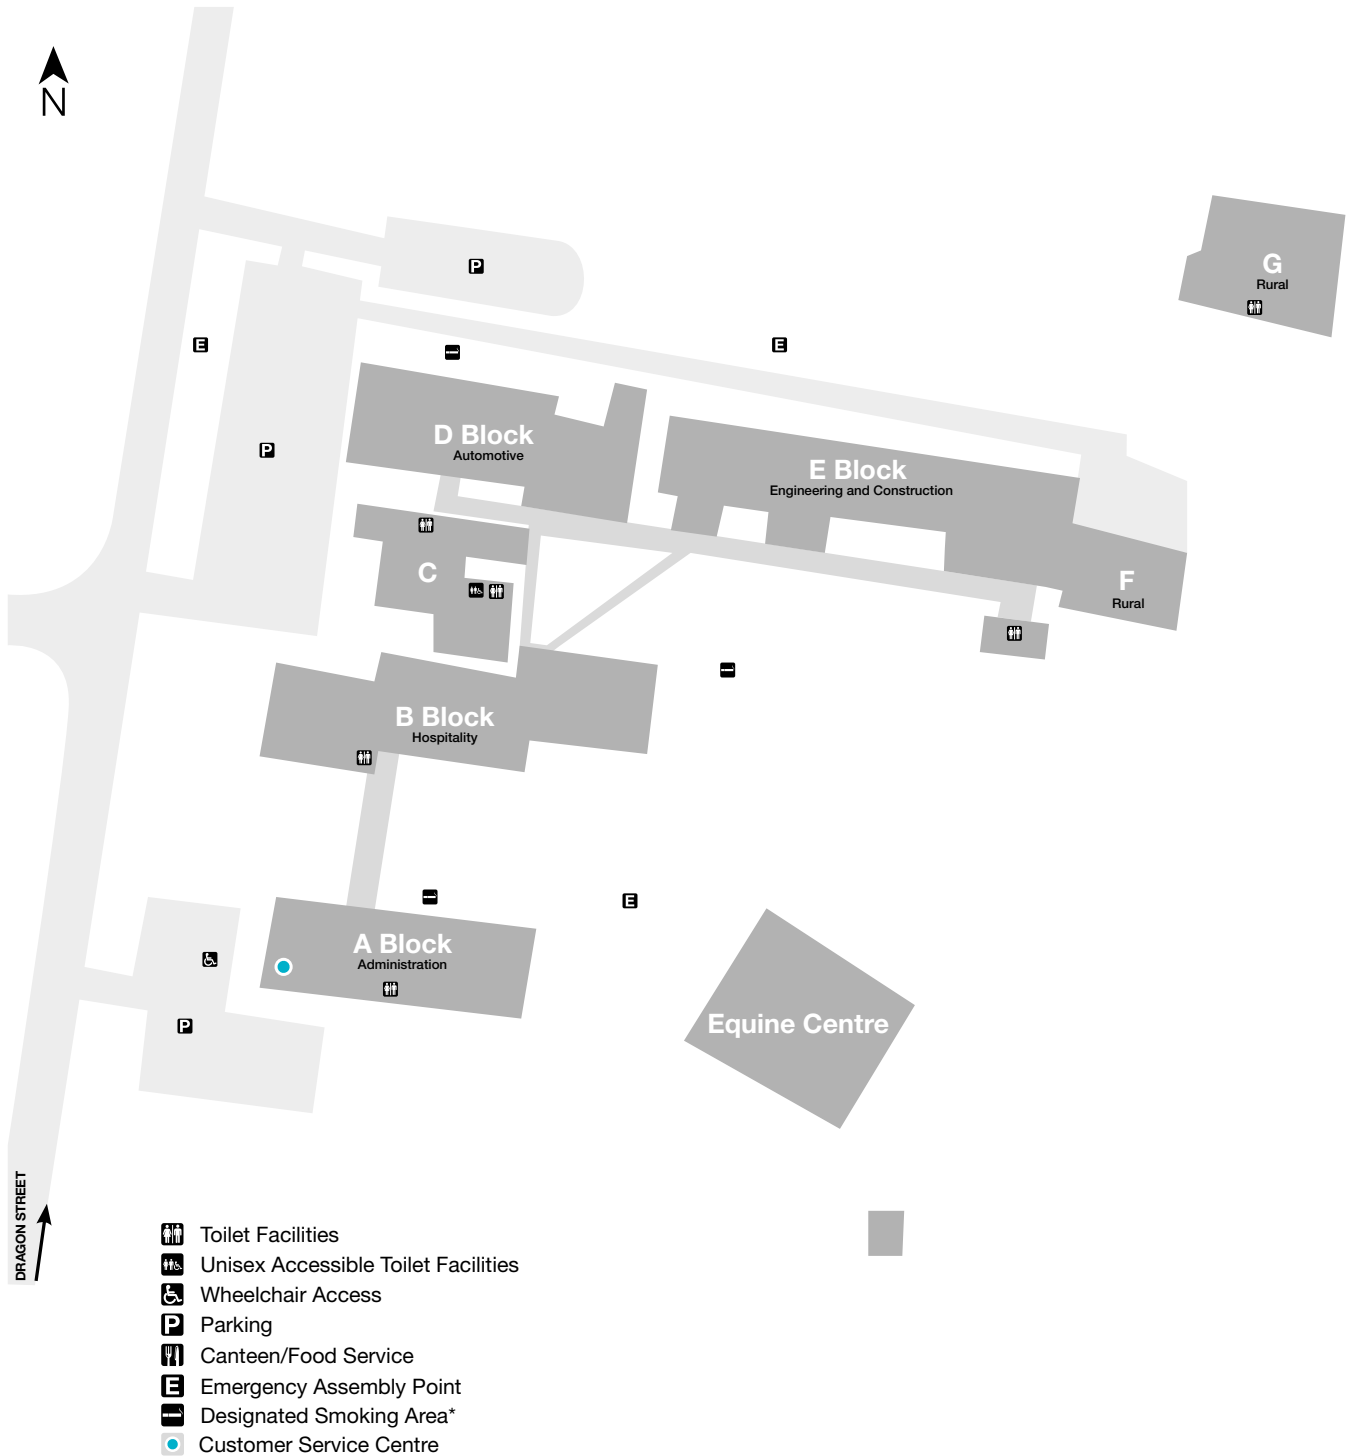 N
P
G
Rural
E
E
D Block
Automotive
P
E Block
Engineering and Construction
C
F
Rural
B Block
Hospitality
E
A Block
Administration
P
Equine Centre
DRAGON STREET
Toilet Facilities
Unisex Accessible Toilet Facilities
Wheelchair Access
P Parking
Canteen/Food Service
E Emergency Assembly Point
Designated Smoking Area*
Customer Service Centre